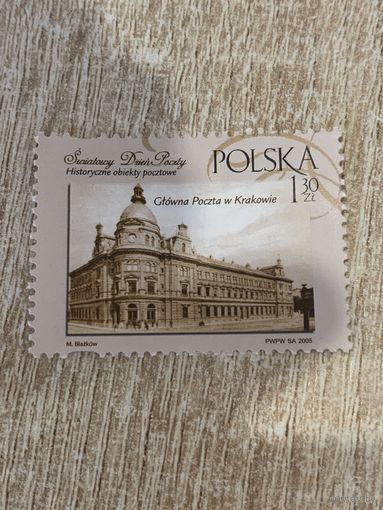 Światowy Dzień Poczty
Historyczne obiekty pocztowe
POLSKA
1 30
ZŁ
Główna Poczta w Krakowie
M. Błażków
PWPW SA 2005